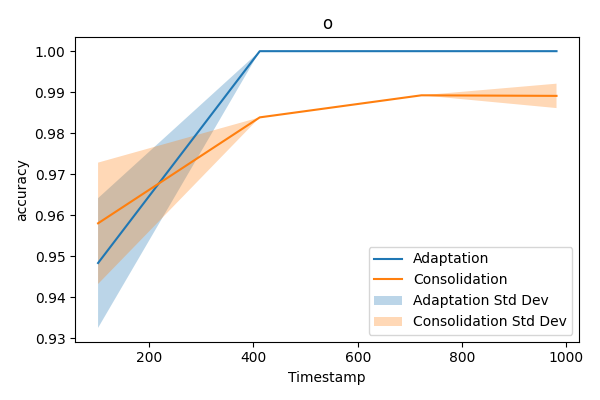 o
accuracy
1.00
0.99
0.98
0.97
0.96
0.95
0.94
0.93
Adaptation
Consolidation
Adaptation Std Dev
Consolidation Std Dev
200 400 600 800 1000
Timestamp